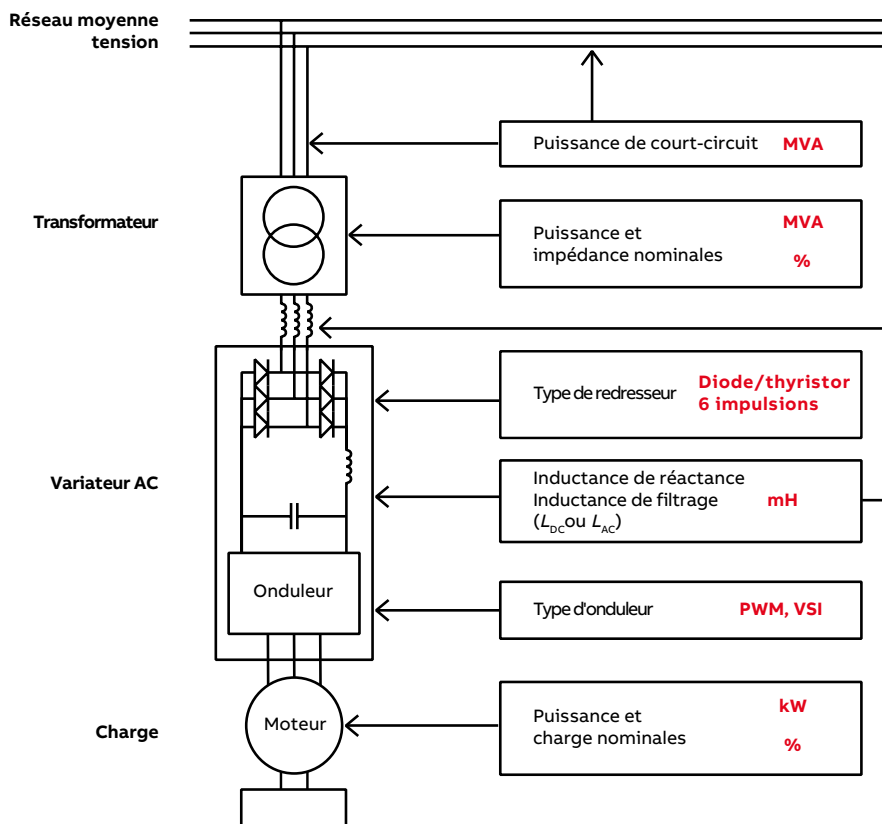 Réseau moyenne
tension
Puissance de court-circuit MVA
Transformateur
Puissance et
impédance nominales
MVA
%
Type de redresseur
Diode/thyristor
6 impulsions
Variateur AC
Inductance de réactance
Inductance de filtrage
(L_DC ou L_AC)
mH
Onduleur
Type d'onduleur PWM, VSI
Charge
Moteur
Puissance et
charge nominales
kW
%